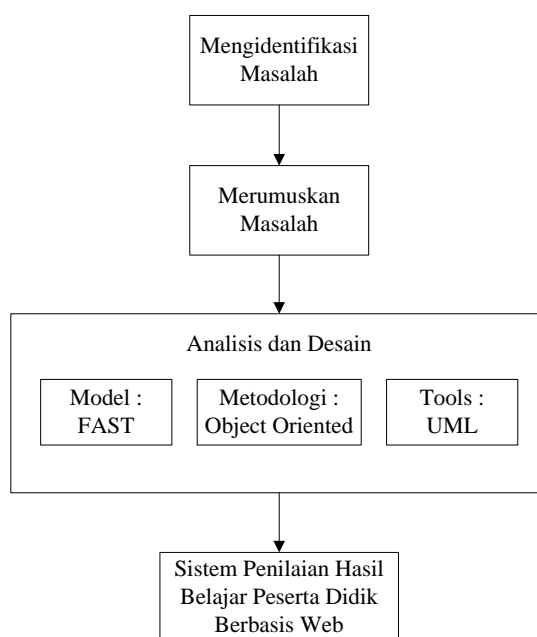 Mengidentifikasi
Masalah
Merumuskan
Masalah
Analisis dan Desain
Model :
FAST
Metodologi :
Object Oriented
Tools :
UML
Sistem Penilaian Hasil
Belajar Peserta Didik
Berbasis Web